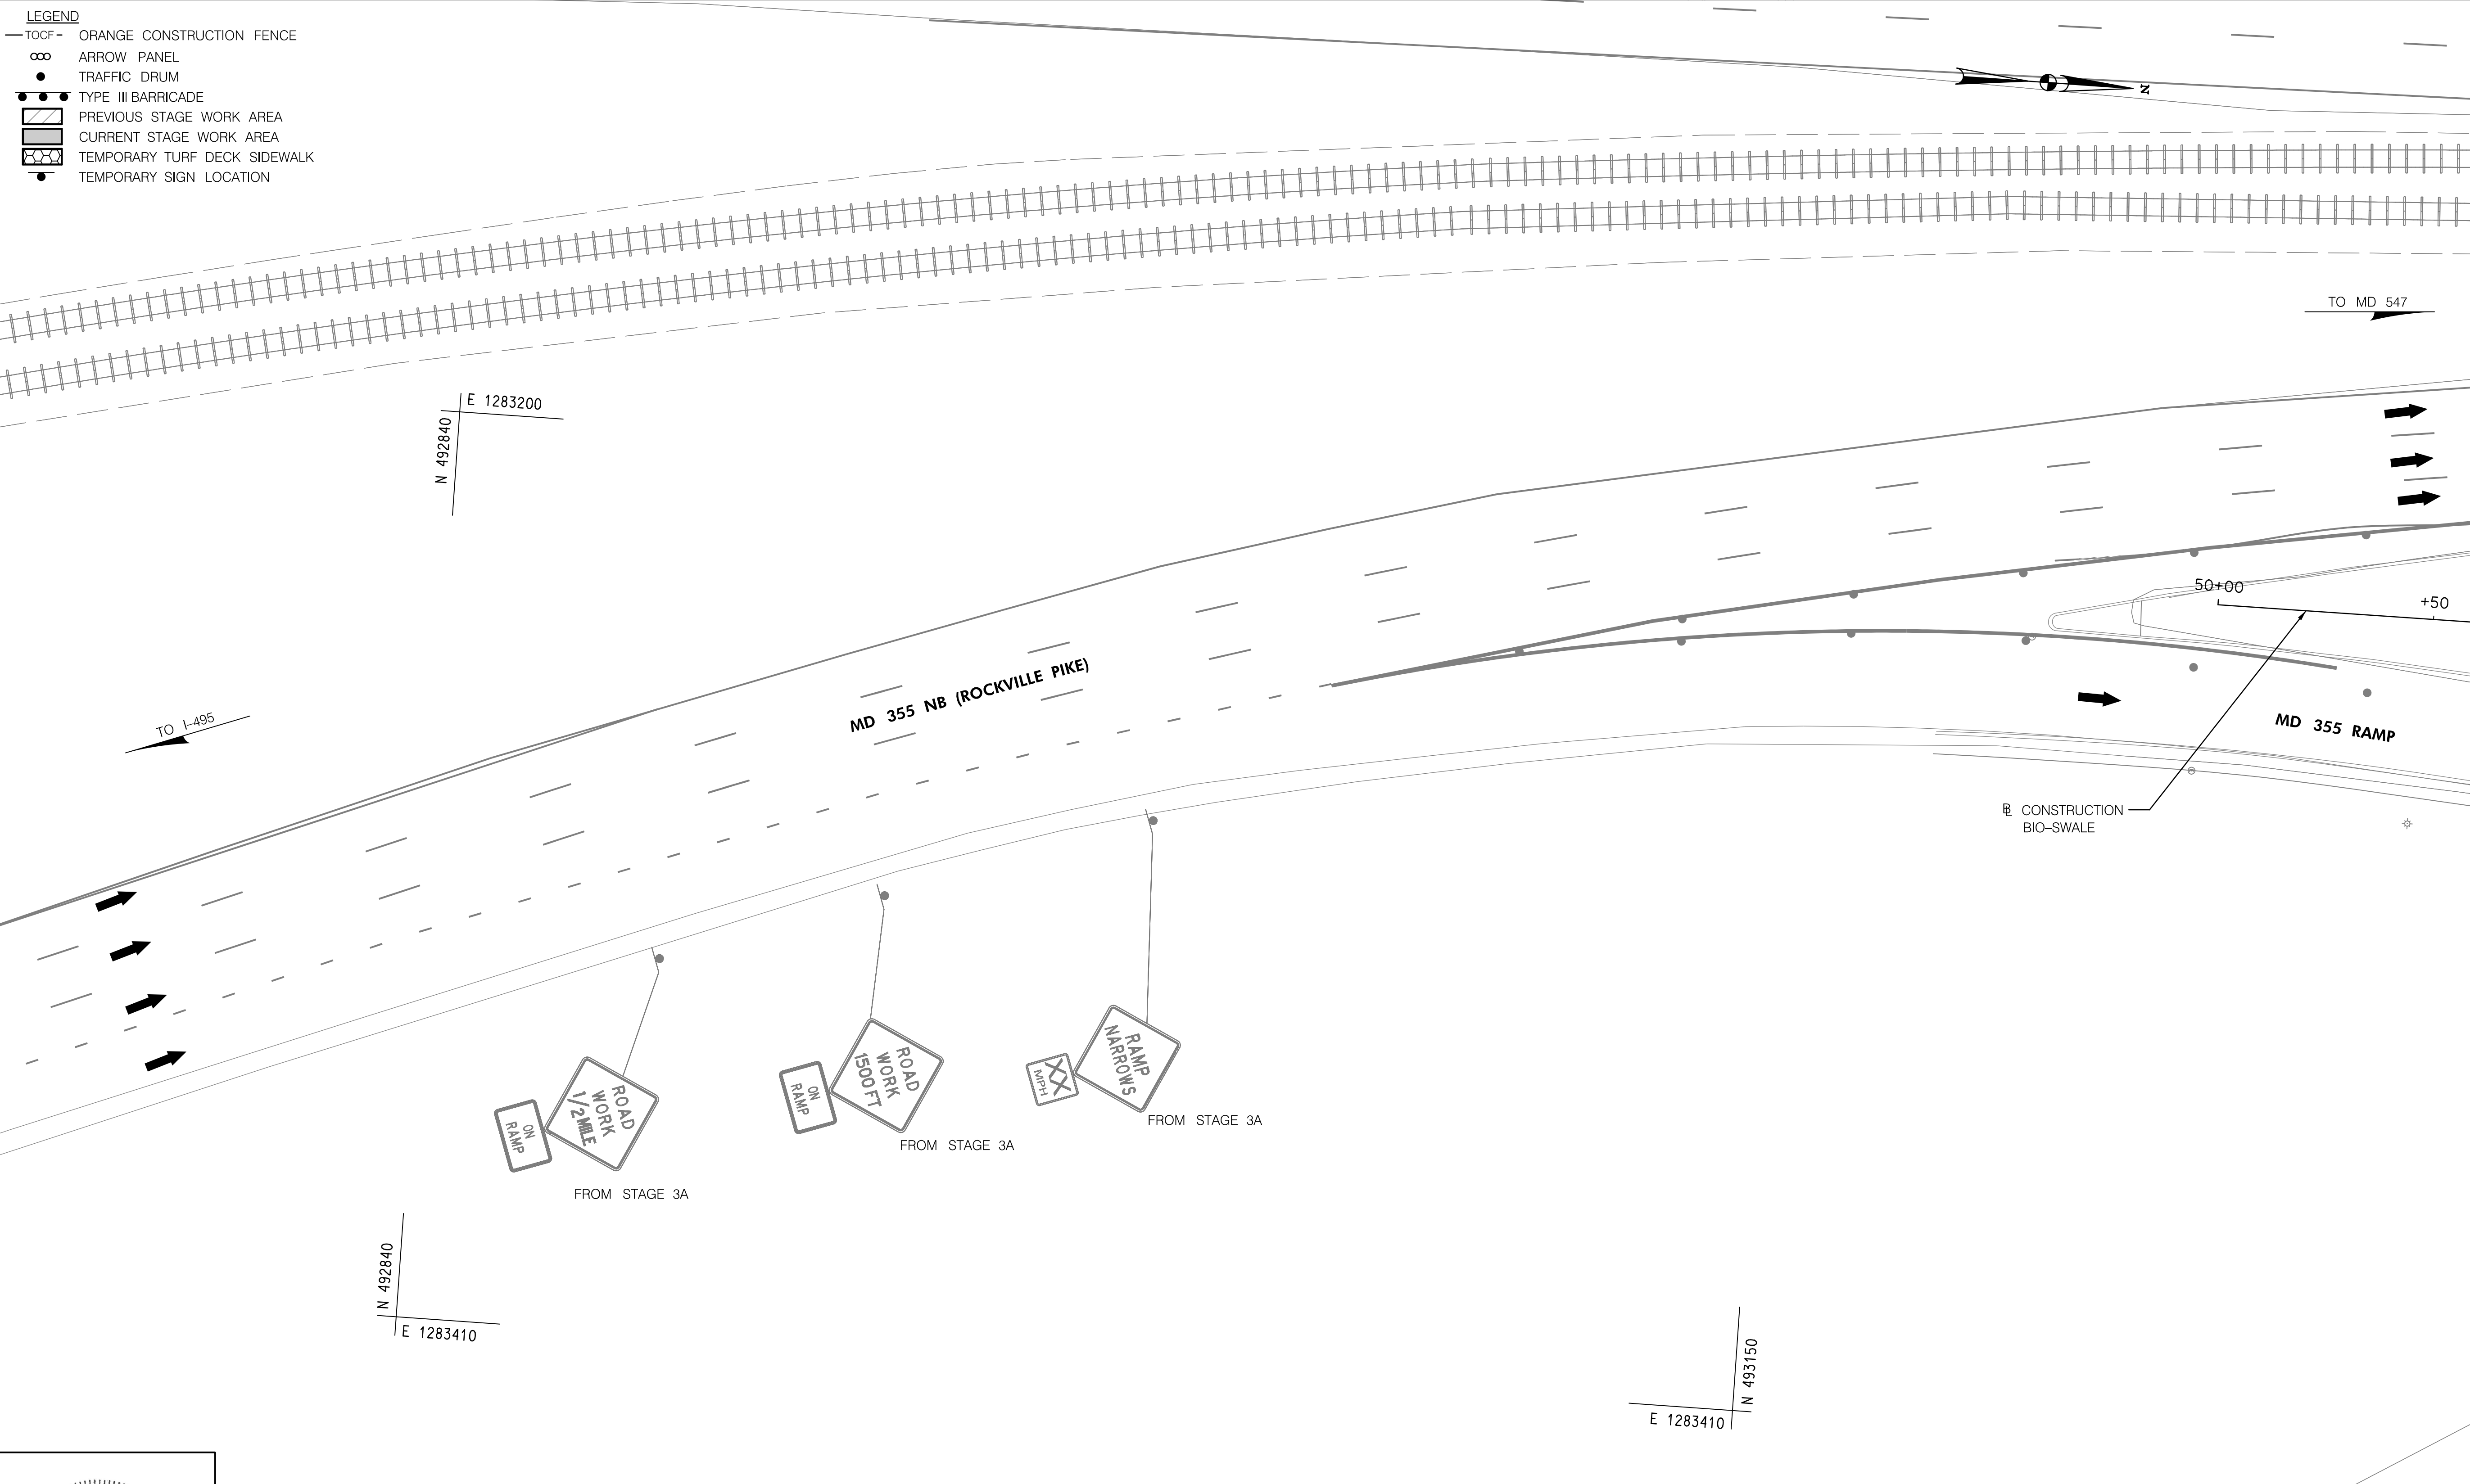 LEGEND
TOCF ORANGE CONSTRUCTION FENCE
ARROW PANEL
TRAFFIC DRUM
TYPE III BARRICADE
PREVIOUS STAGE WORK AREA
CURRENT STAGE WORK AREA
TEMPORARY TURF DECK SIDEWALK
TEMPORARY SIGN LOCATION
N
TO MD 547
E 1283200
N 492840
50+00
+50
MD 355 NB (ROCKVILLE PIKE)
TO I-495
MD 355 RAMP
BL CONSTRUCTION
BIO-SWALE
ROAD
WORK
1/2 MILE
ON
RAMP
FROM STAGE 3A
ROAD
WORK
1500 FT
ON
RAMP
FROM STAGE 3A
RAMP
NARROWS
XX
MPH
FROM STAGE 3A
N 492840
E 1283410
N 493150
E 1283410